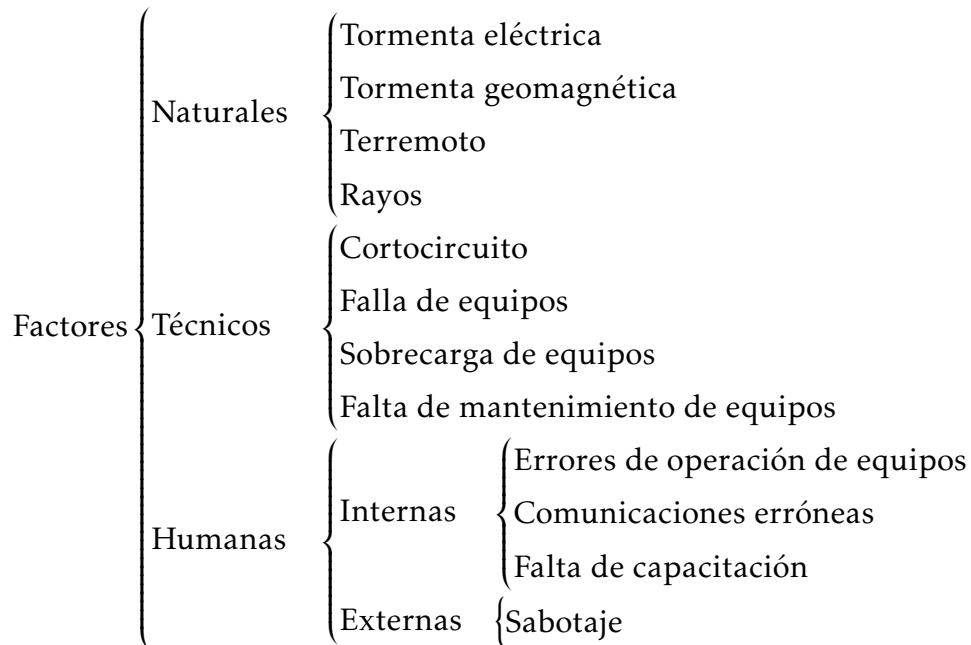 Factores
Naturales
Tormenta eléctrica
Tormenta geomagnética
Terremoto
Rayos
Técnicos
Cortocircuito
Falla de equipos
Sobrecarga de equipos
Falta de mantenimiento de equipos
Humanas
Internas
Errores de operación de equipos
Comunicaciones erróneas
Falta de capacitación
Externas
Sabotaje